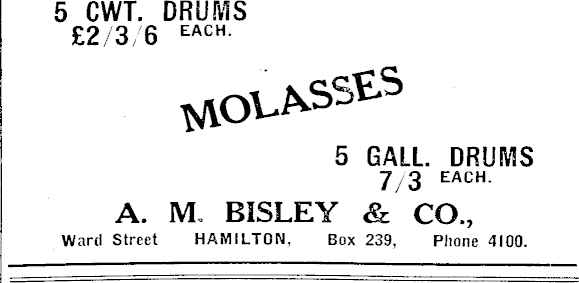 5 CWT. DRUMS
£2/3/6 EACH.
MOLASSES
5 GALL. DRUMS
7/3 EACH.
A. M. BISLEY & CO.,
Ward Street HAMILTON, Box 239, Phone 4100.